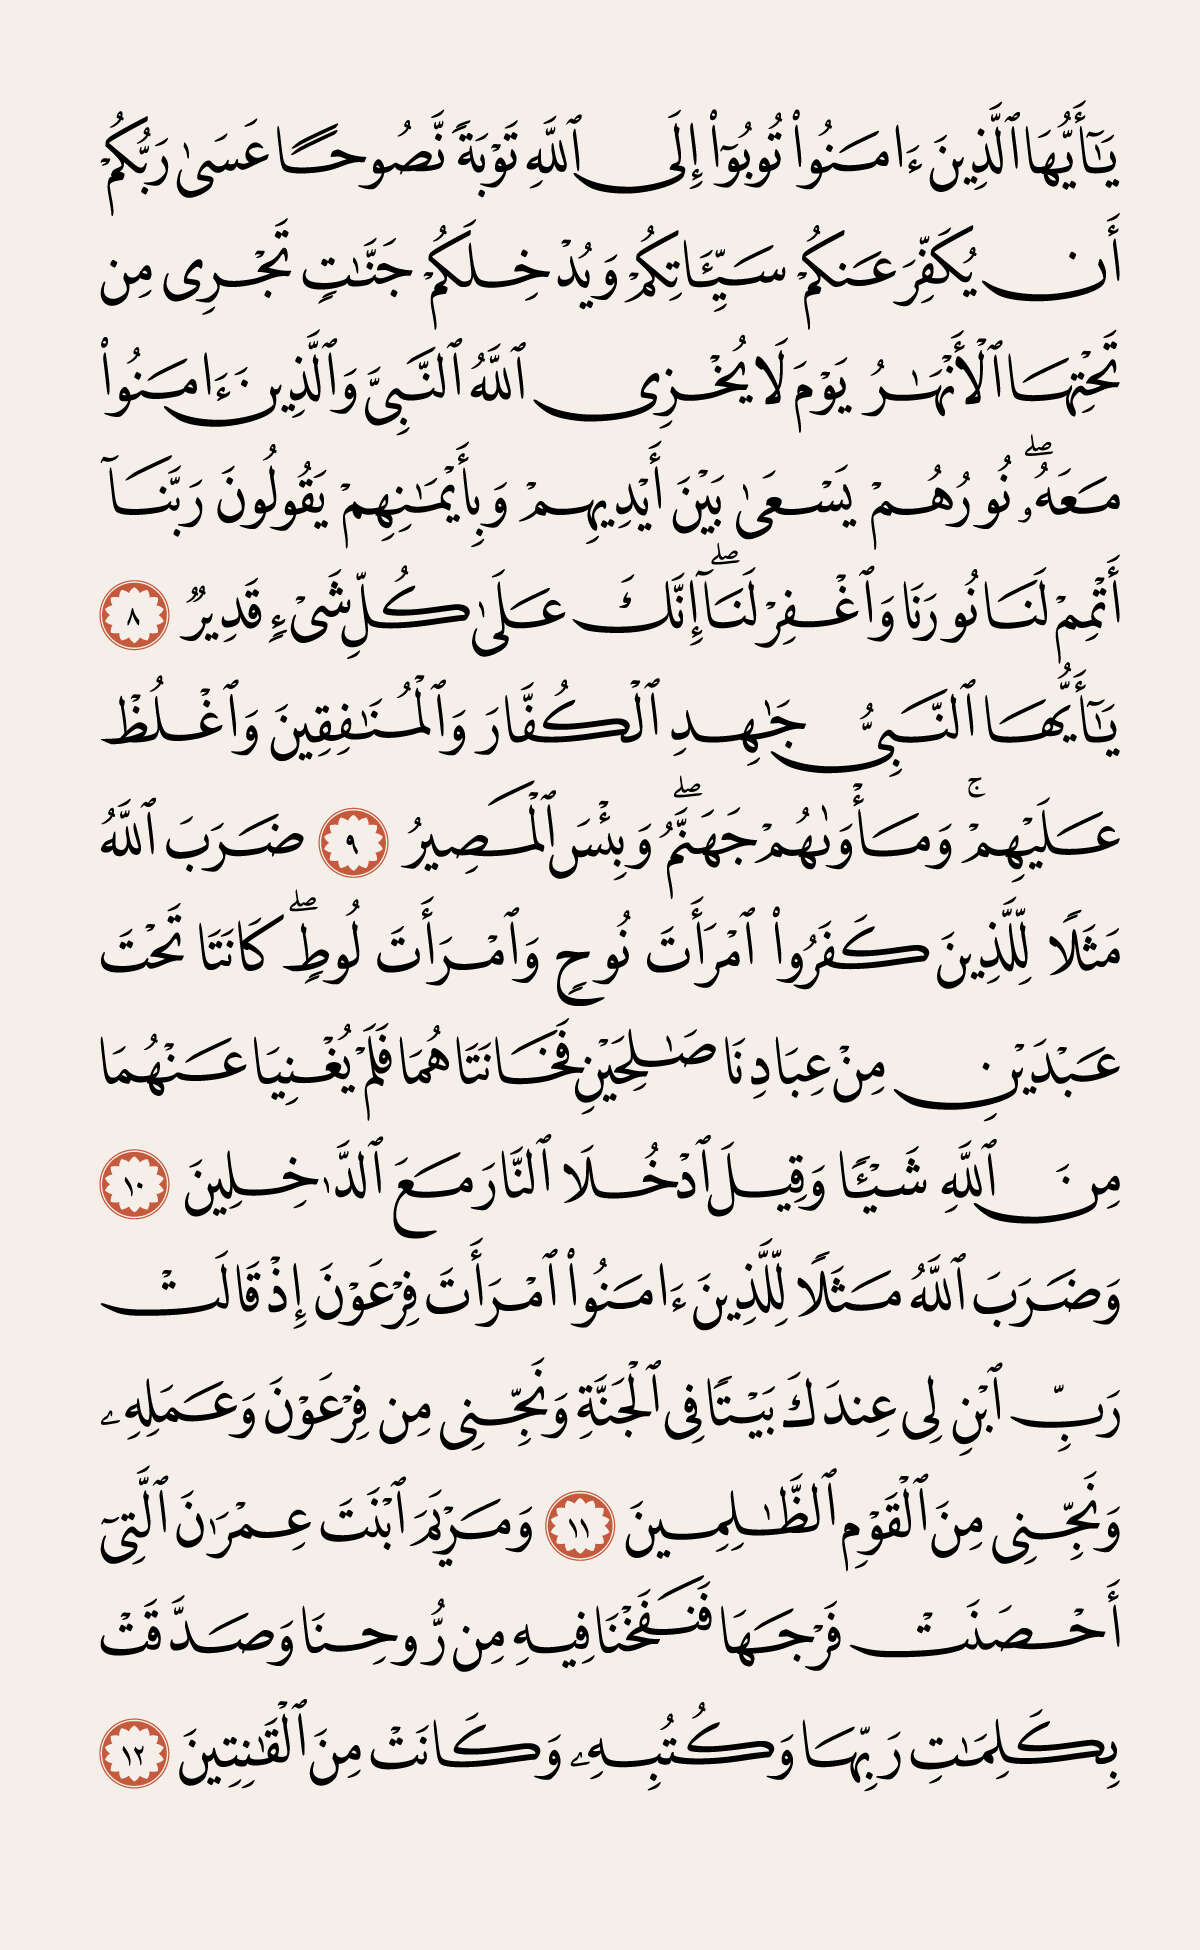 يَـٰٓأَيُّهَا ٱلَّذِينَ ءَامَنُوا۟ تُوبُوٓا۟ إِلَى ٱللَّهِ تَوْبَةً نَّصُوحًا عَسَىٰ رَبُّكُمْ
أَن يُكَفِّرَ عَنكُمْ سَيِّـَٔاتِكُمْ وَيُدْخِلَكُمْ جَنَّـٰتٍ تَجْرِى مِن
تَحْتِهَا ٱلْأَنْهَـٰرُ يَوْمَ لَا يُخْزِى ٱللَّهُ ٱلنَّبِىَّ وَٱلَّذِينَ ءَامَنُوا۟
مَعَهُۥ ۖ نُورُهُمْ يَسْعَىٰ بَيْنَ أَيْدِيهِمْ وَبِأَيْمَـٰنِهِمْ يَقُولُونَ رَبَّنَآ
أَتْمِمْ لَنَا نُورَنَا وَٱغْفِرْ لَنَآ ۖ إِنَّكَ عَلَىٰ كُلِّ شَىْءٍ قَدِيرٌ ٨
يَـٰٓأَيُّهَا ٱلنَّبِىُّ جَـٰهِدِ ٱلْكُفَّارَ وَٱلْمُنَـٰفِقِينَ وَٱغْلُظْ
عَلَيْهِمْ ۚ وَمَأْوَىٰهُمْ جَهَنَّمُ ۖ وَبِئْسَ ٱلْمَصِيرُ ٩ ضَرَبَ ٱللَّهُ
مَثَلًا لِّلَّذِينَ كَفَرُوا۟ ٱمْرَأَتَ نُوحٍ وَٱمْرَأَتَ لُوطٍ ۖ كَانَتَا تَحْتَ
عَبْدَيْنِ مِنْ عِبَادِنَا صَـٰلِحَيْنِ فَخَانَتَاهُمَا فَلَمْ يُغْنِيَا عَنْهُمَا
مِنَ ٱللَّهِ شَيْـًٔا وَقِيلَ ٱدْخُلَا ٱلنَّارَ مَعَ ٱلدَّٰخِلِينَ ١٠
وَضَرَبَ ٱللَّهُ مَثَلًا لِّلَّذِينَ ءَامَنُوا۟ ٱمْرَأَتَ فِرْعَوْنَ إِذْ قَالَتْ
رَبِّ ٱبْنِ لِى عِندَكَ بَيْتًا فِى ٱلْجَنَّةِ وَنَجِّنِى مِن فِرْعَوْنَ وَعَمَلِهِۦ
وَنَجِّنِى مِنَ ٱلْقَوْمِ ٱلظَّـٰلِمِينَ ١١ وَمَرْيَمَ ٱبْنَتَ عِمْرَٰنَ ٱلَّتِىٓ
أَحْصَنَتْ فَرْجَهَا فَنَفَخْنَا فِيهِ مِن رُّوحِنَا وَصَدَّقَتْ
بِكَلِمَـٰتِ رَبِّهَا وَكُتُبِهِۦ وَكَانَتْ مِنَ ٱلْقَـٰنِتِينَ ١٢